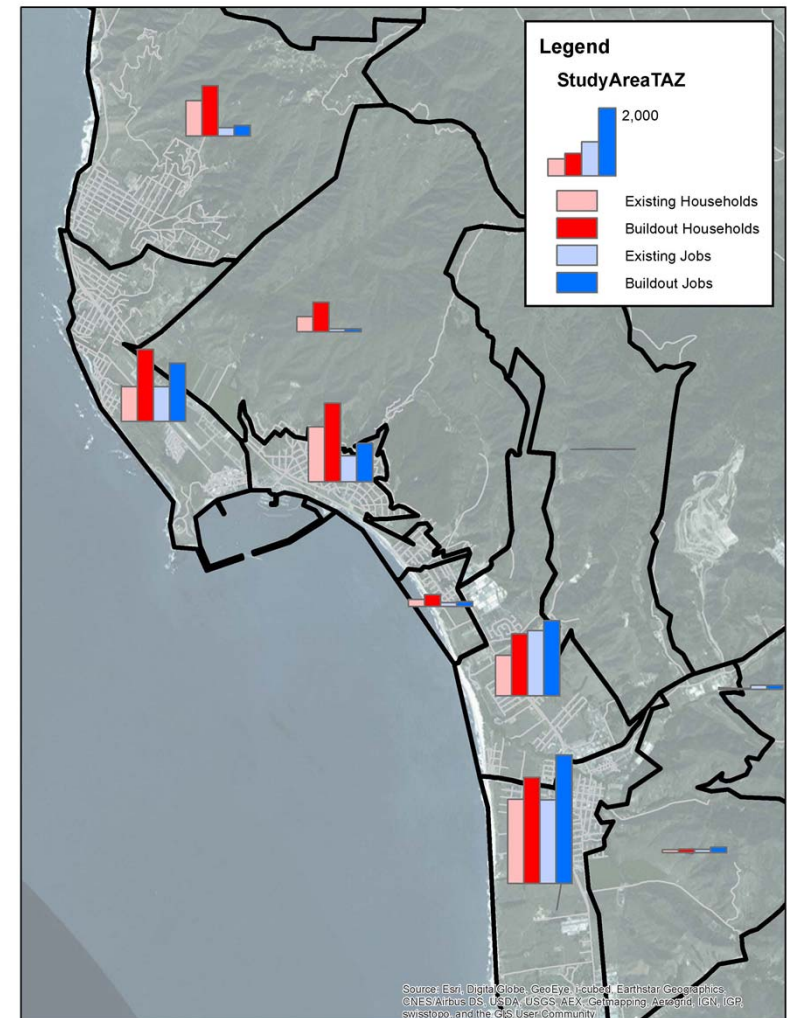 Legend
StudyAreaTAZ
2,000
Existing Households
Buildout Households
Existing Jobs
Buildout Jobs
Source: Esri, DigitalGlobe, GeoEye, i-cubed, Earthstar Geographics,
CNES/Airbus DS, USDA, USGS, AEX, Getmapping, Aerogrid, IGN, IGP,
swisstopo, and the GIS User Community